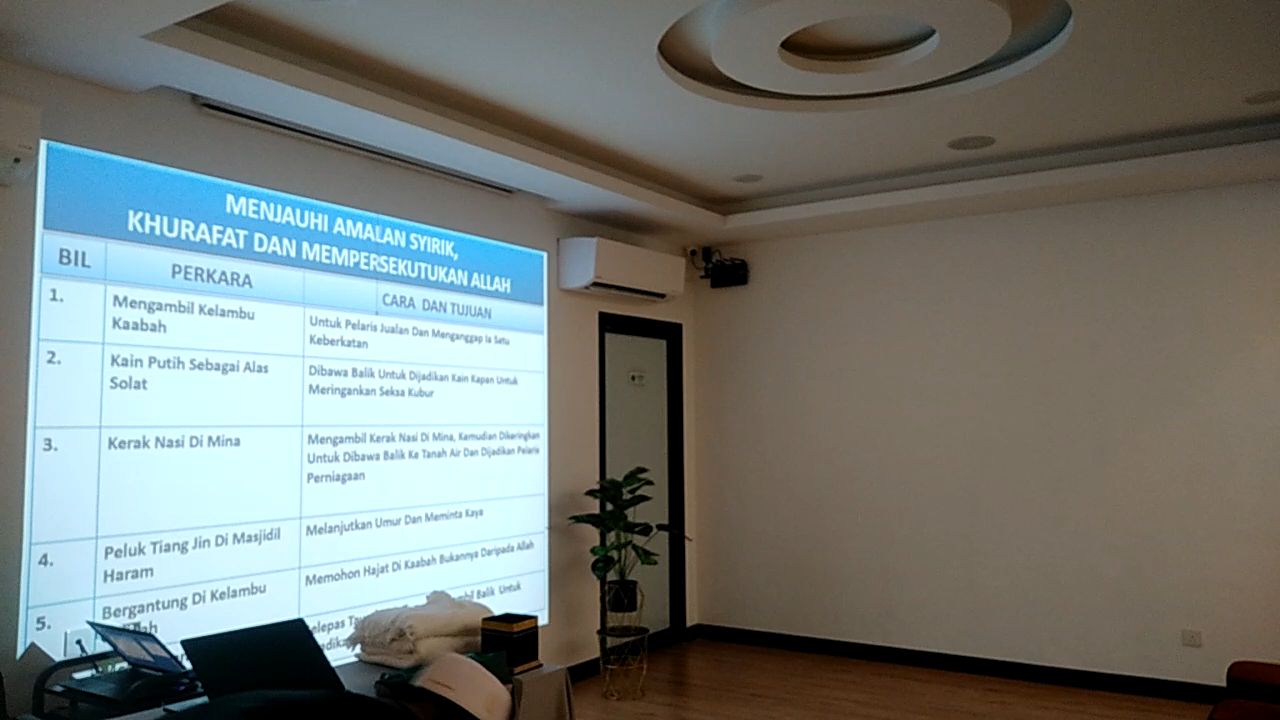 MENJAUHI AMALAN SYIRIK,
KHURAFAT DAN MEMPERSEKUTUKAN ALLAH
BIL
PERKARA
CARA DAN TUJUAN
1.
Mengambil Kelambu
Kaabah
Untuk Pelaris Jualan Dan Menganggap Ia Satu
Keberkatan
2.
Kain Putih Sebagai Alas
Solat
Dibawa Balik Untuk Dijadikan Kain Kapan Untuk
Meringankan Seksa Kubur
3.
Kerak Nasi Di Mina
Mengambil Kerak Nasi Di Mina, Kemudian Dikeringkan
Untuk Dibawa Balik Ke Tanah Air Dan Dijadikan Pelaris
Perniagaan
4.
Peluk Tiang Jin Di Masjidil
Haram
Melanjutkan Umur Dan Meminta Kaya
5.
Bergantung Di Kelambu
Memohon Hajat Di Kaabah Bukannya Daripada Allah
Balik Untuk